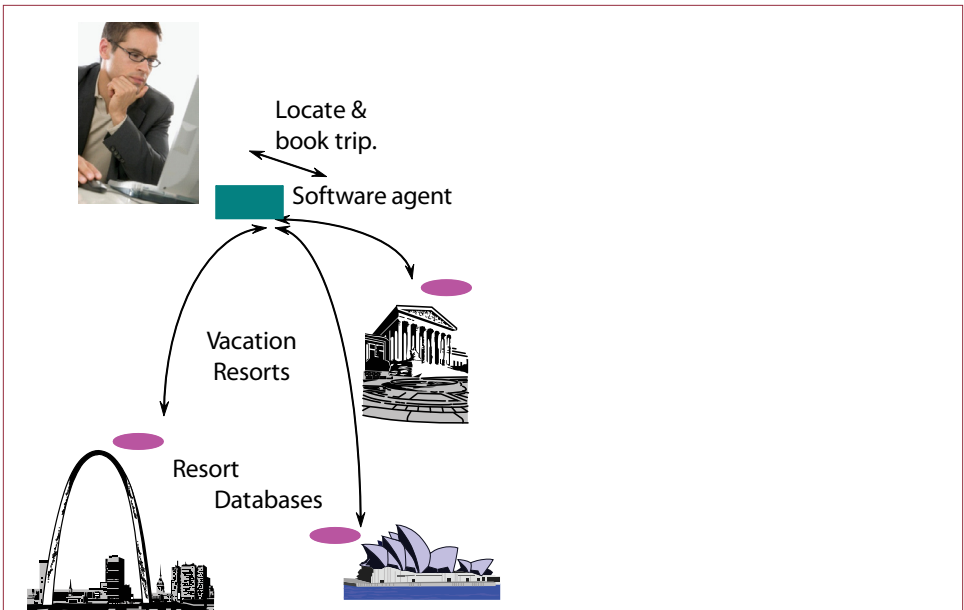 Locate &
book trip.
Software agent
Vacation
Resorts
Resort
Databases